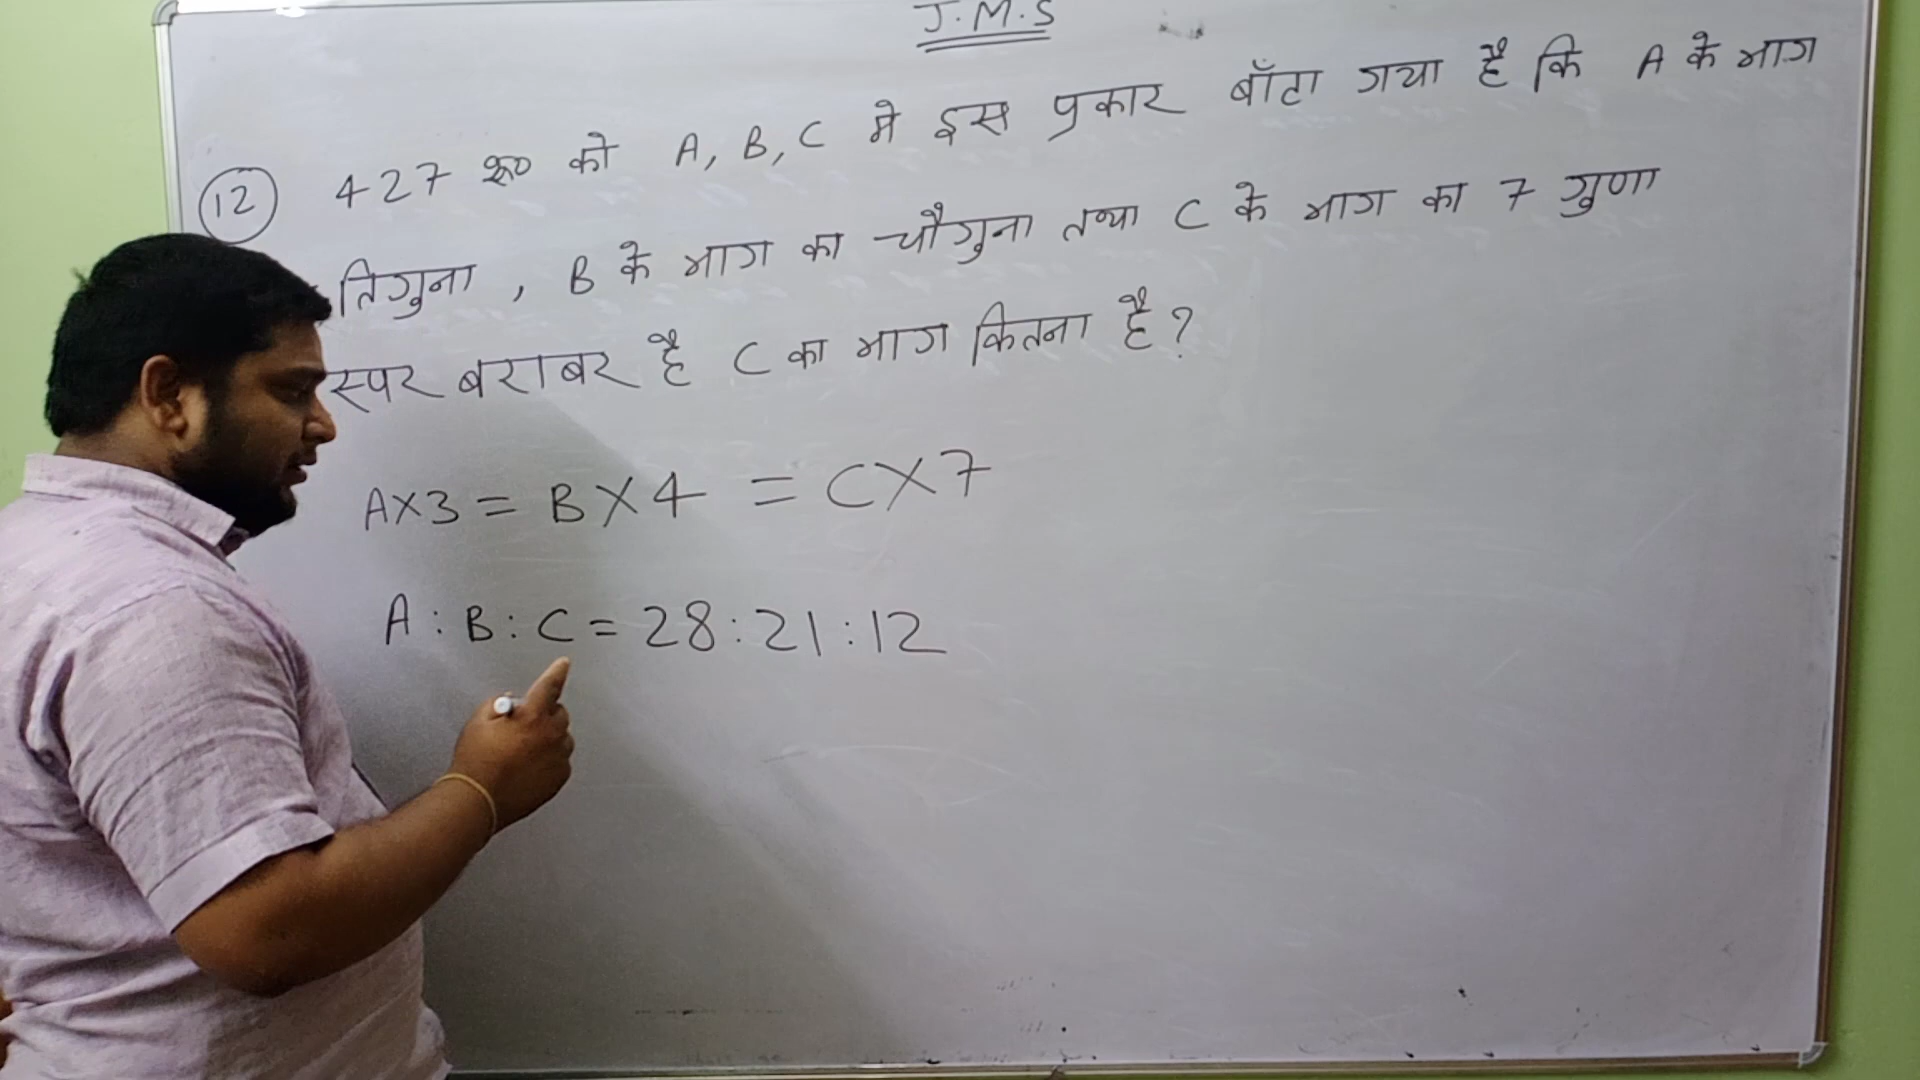 J.M.S
12 427 रू० को A, B, C मे इस प्रकार बाँटा गया है कि A के भाग
तिगुना , B के भाग का चौगुना तथा C के भाग का 7 गुणा
स्पर बराबर है C का भाग कितना है?
A×3 = B×4 = C×7
A : B : C = 28 : 21 : 12